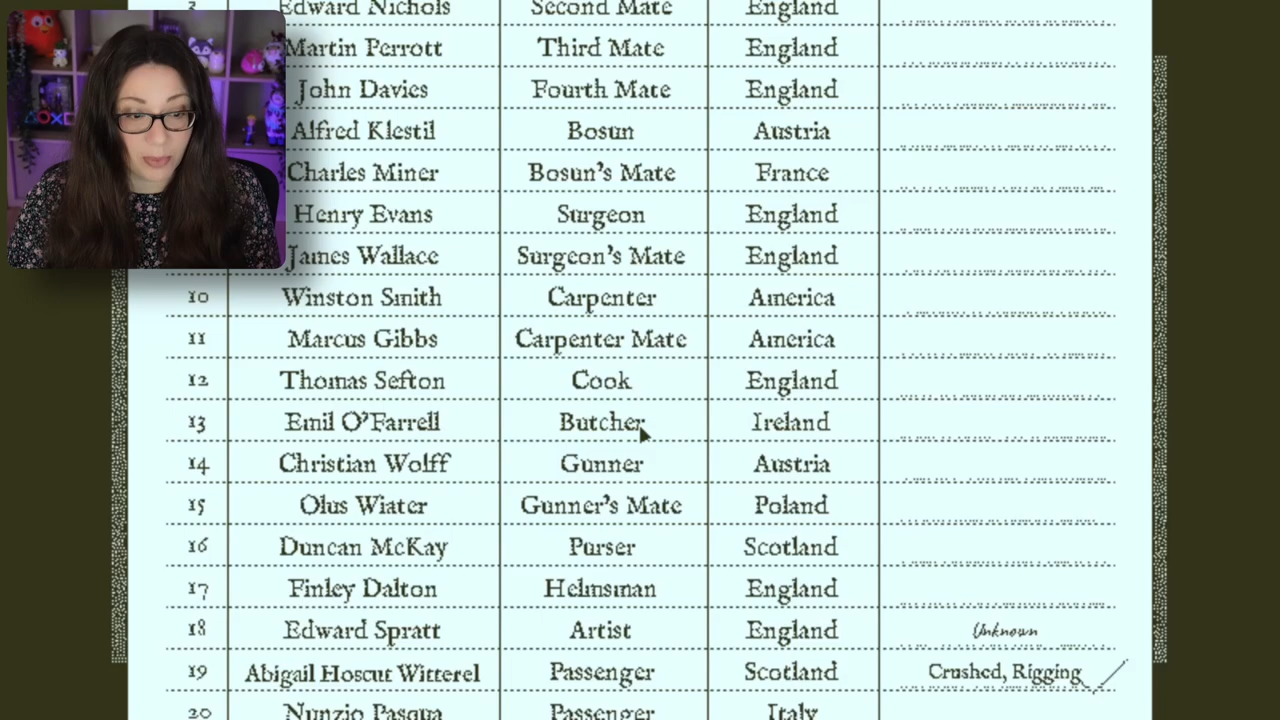 Edward Nichols Second Mate England
Martin Perrott Third Mate England
John Davies Fourth Mate England
Alfred Klestil Bosun Austria
Charles Miner Bosun's Mate France
Henry Evans Surgeon England
James Wallace Surgeon's Mate England
10 Winston Smith Carpenter America
11 Marcus Gibbs Carpenter Mate America
12 Thomas Sefton Cook England
13 Emil O'Farrell Butcher Ireland
14 Christian Wolff Gunner Austria
15 Olus Wiater Gunner's Mate Poland
16 Duncan McKay Purser Scotland
17 Finley Dalton Helmsman England
18 Edward Spratt Artist England Unknown
19 Abigail Hoscut Witterel Passenger Scotland Crushed, Rigging
20 Nunzio Pasqua Passenger Italy